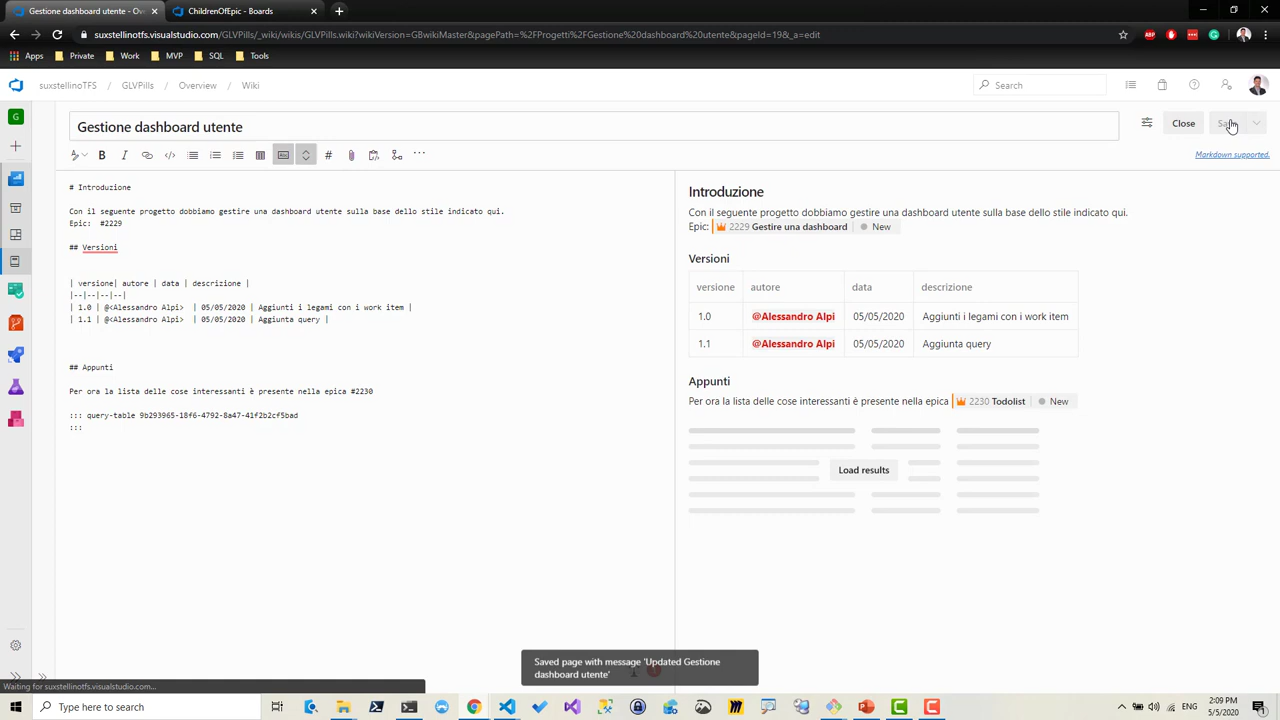 Gestione dashboard utente - Ov
ChildrenOfEpic - Boards
suxstellinotfs.visualstudio.com/GLVPills/_wiki/wikis/GLVPills.wiki?wikiVersion=GBwikiMaster&pagePath=%2FProgetti%2FGestione%20dashboard%20utente&pageId=19&_a=edit
Apps Private Work MVP SQL Tools
suxstellinoTFS GLVPills Overview Wiki Search
G
Gestione dashboard utente
Close
Markdown supported.
# Introduzione
Con il seguente progetto dobbiamo gestire una dashboard utente sulla base dello stile indicato qui.
Epic: #2229
## Versioni
| versione| autore | data | descrizione |
|--|--|--|--|
| 1.0 | @<Alessandro Alpi> | 05/05/2020 | Aggiunti i legami con i work item |
| 1.1 | @<Alessandro Alpi> | 05/05/2020 | Aggiunta query |
## Appunti
Per ora la lista delle cose interessanti è presente nella epica #2230
::: query-table 9b293965-18f6-4792-8a47-41f2b2cf5bad
:::
Introduzione
Con il seguente progetto dobbiamo gestire una dashboard utente sulla base dello stile indicato qui.
Epic: 2229 Gestire una dashboard New
Versioni
versione autore data descrizione
1.0 @Alessandro Alpi 05/05/2020 Aggiunti i legami con i work item
1.1 @Alessandro Alpi 05/05/2020 Aggiunta query
Appunti
Per ora la lista delle cose interessanti è presente nella epica 2230 Todolist New
Load results
Saved page with message 'Updated Gestione
dashboard utente'
Waiting for suxstellinotfs.visualstudio.com...
Type here to search
ENG
2:09 PM
5/5/2020